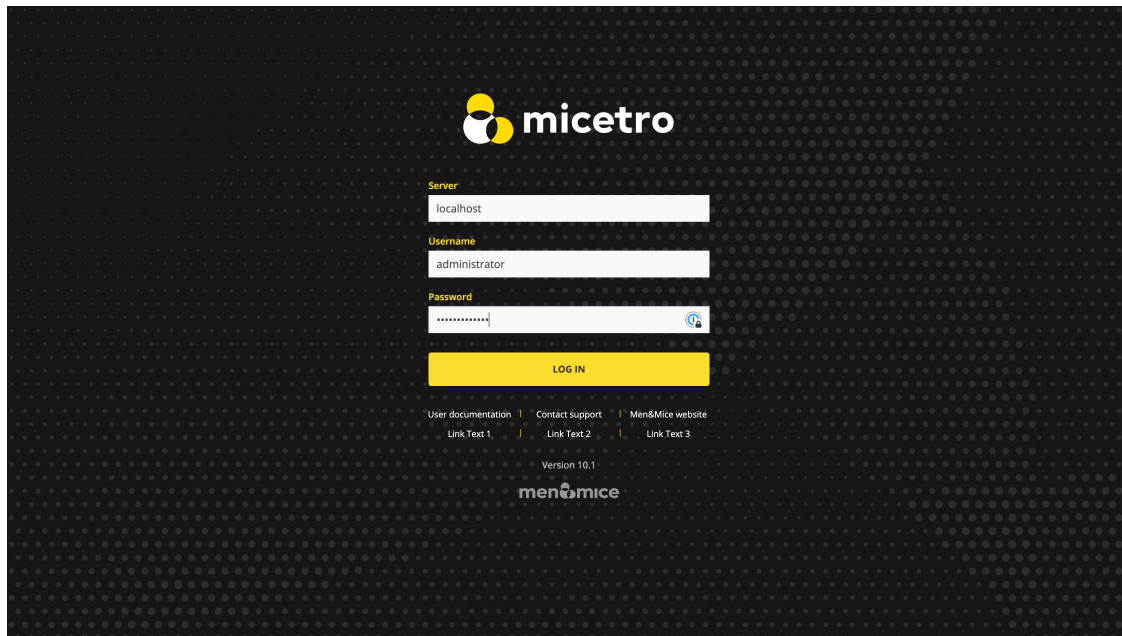 micetro
Server
localhost
Username
administrator
Password
•••••••••••••
LOG IN
User documentation | Contact support | Men&Mice website
Link Text 1 | Link Text 2 | Link Text 3
Version 10.1
men&mice